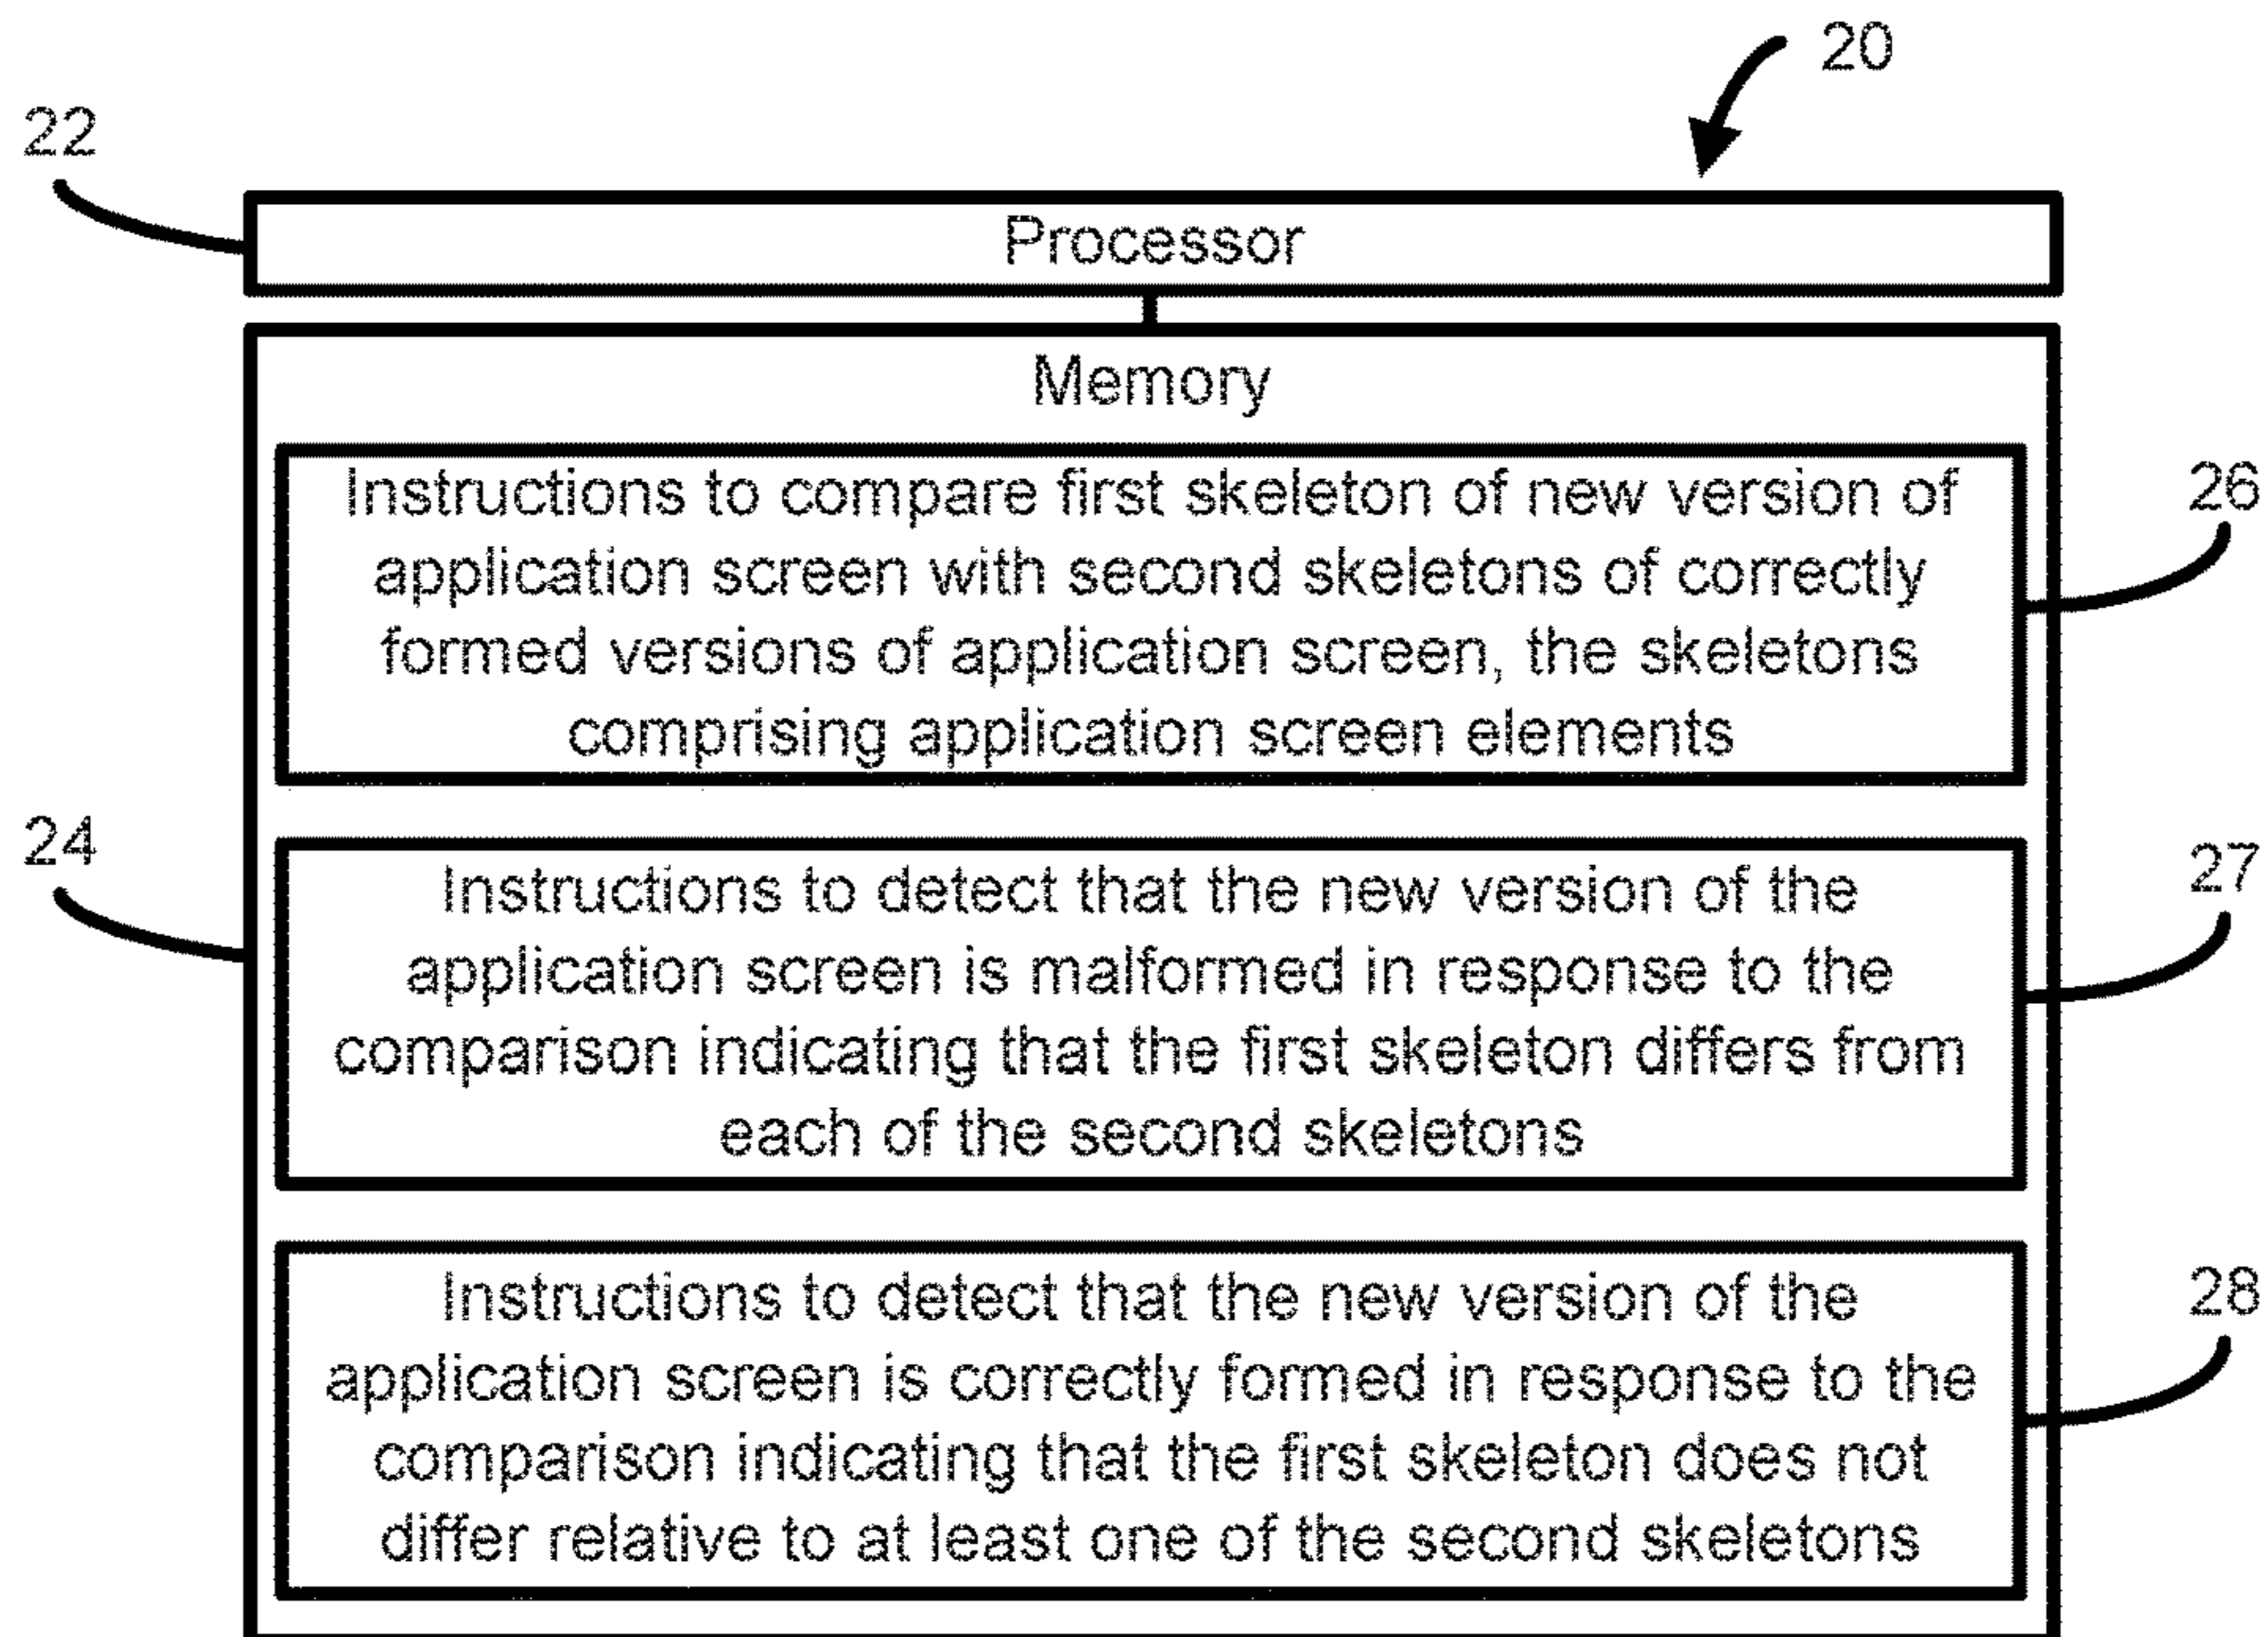 20
22
Processor
Memory
Instructions to compare first skeleton of new version of
application screen with second skeletons of correctly
formed versions of application screen, the skeletons
comprising application screen elements
26
24
Instructions to detect that the new version of the
application screen is malformed in response to the
comparison indicating that the first skeleton differs from
each of the second skeletons
27
Instructions to detect that the new version of the
application screen is correctly formed in response to the
comparison indicating that the first skeleton does not
differ relative to at least one of the second skeletons
28